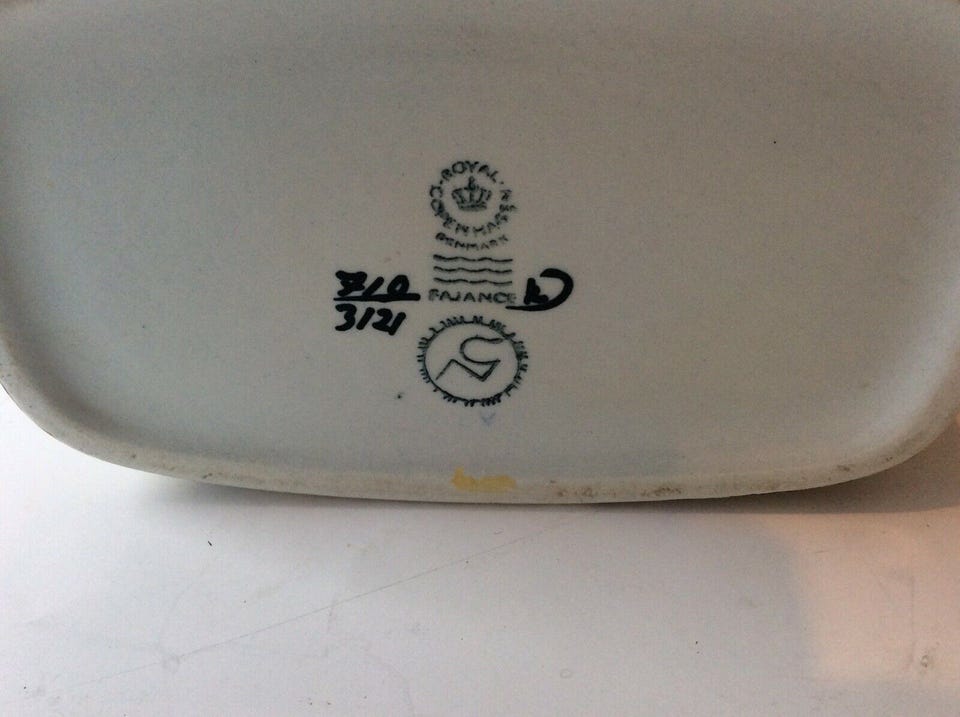 ROYAL · COPENHAGEN ·
DENMARK
710 FAJANCE
3121